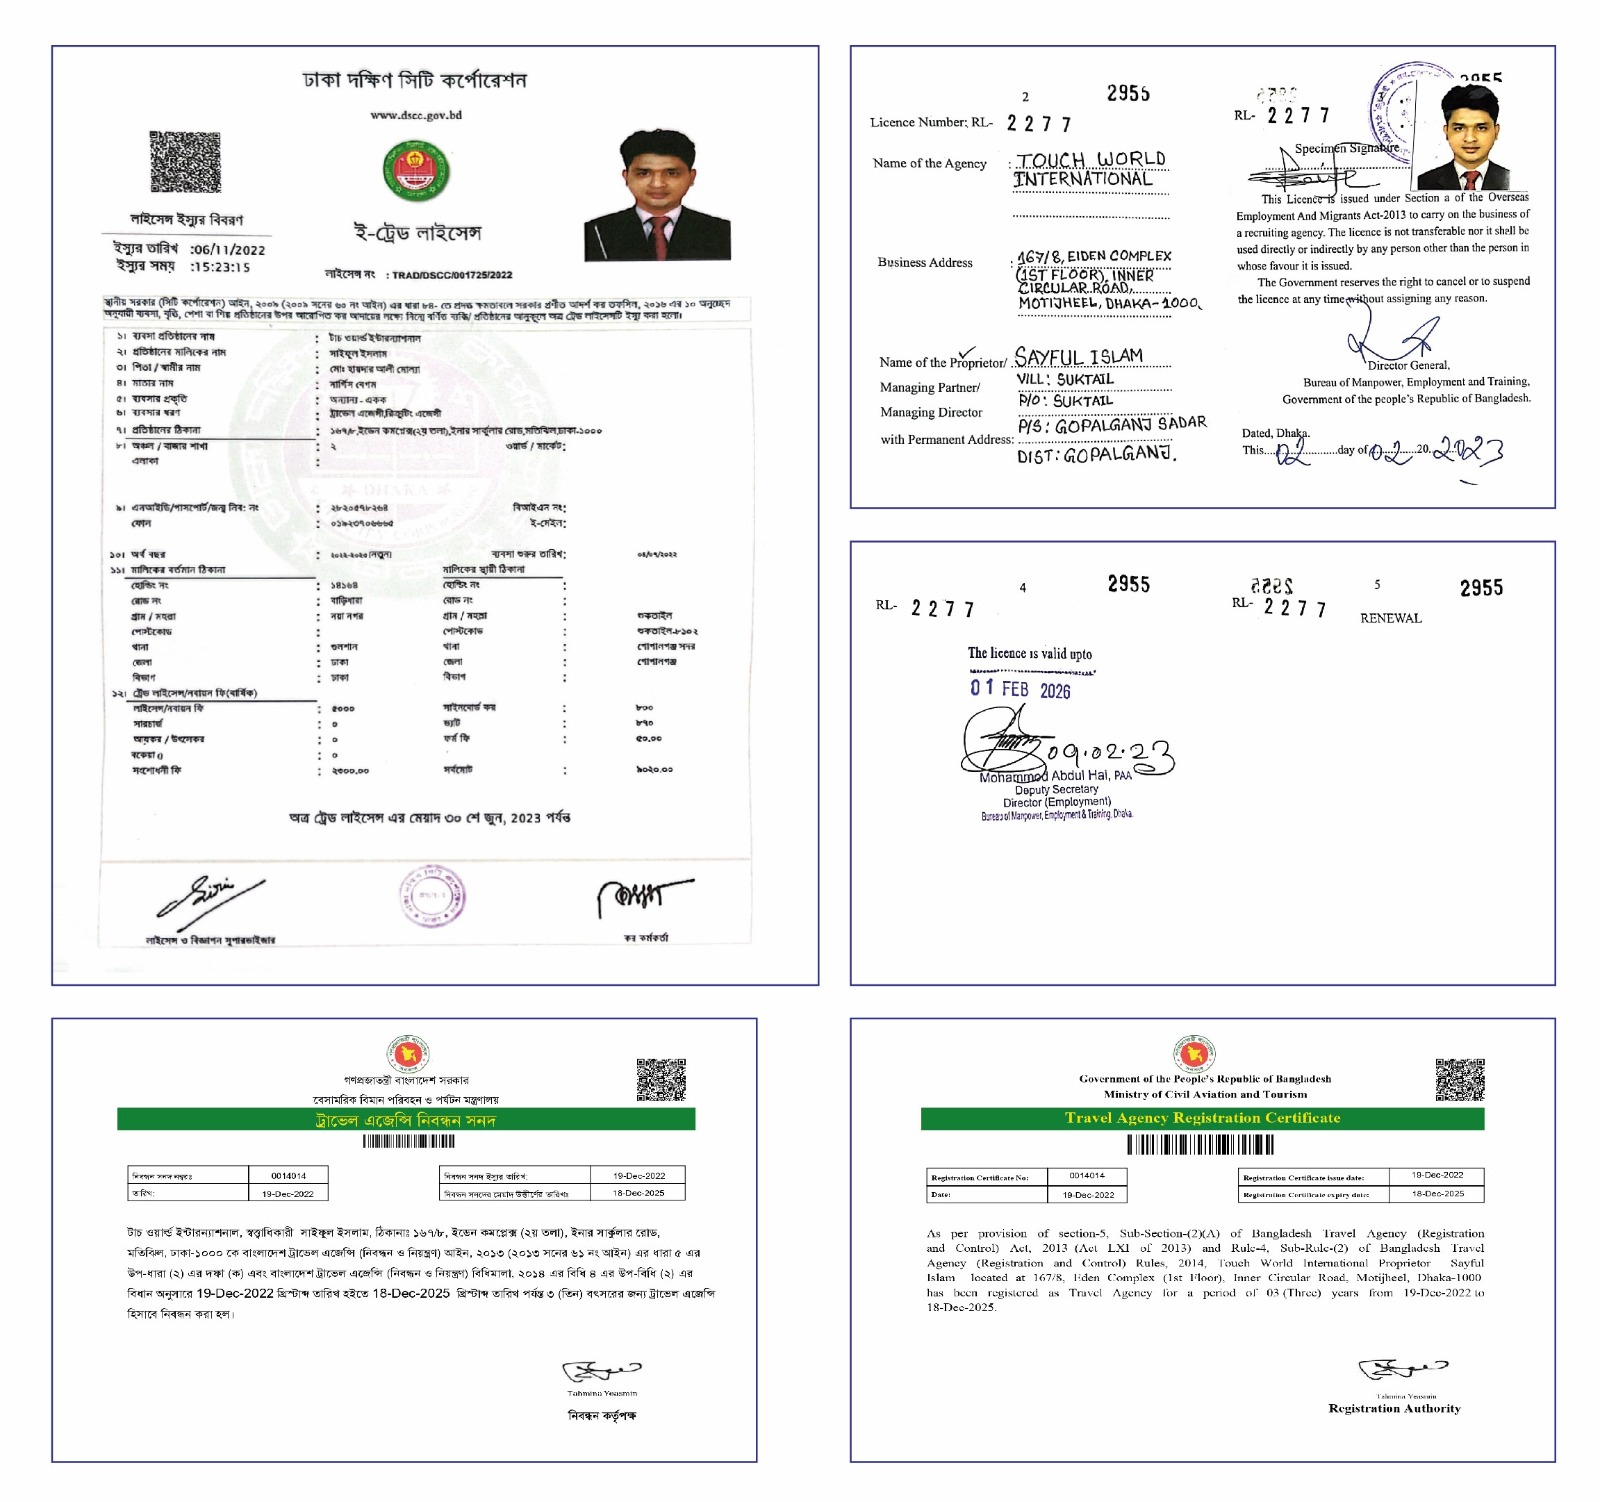 ঢাকা দক্ষিণ সিটি কর্পোরেশন
www.dscc.gov.bd
লাইসেন্স ইস্যুর বিবরণ
ইস্যুর তারিখ :06/11/2022
ইস্যুর সময় :15:23:15
ই-ট্রেড লাইসেন্স
লাইসেন্স নং : TRAD/DSCC/001725/2022
স্থানীয় সরকার (সিটি কর্পোরেশন) আইন, ২০০৯ (২০০৯ সনের ৬০ নং আইন) এর ধারা ৮৪- তে প্রদত্ত ক্ষমতাবলে সরকার প্রণীত আদর্শ কর তফসিল, ২০১৬ এর ১০ অনুচ্ছেদ
অনুযায়ী ব্যবসা, বৃত্তি, পেশা বা শিল্প প্রতিষ্ঠানের উপর আরোপিত কর আদায়ের লক্ষ্যে নিম্নে বর্ণিত ব্যক্তি/ প্রতিষ্ঠানের অনুকূলে অত্র ট্রেড লাইসেন্সটি ইস্যু করা হলো।
১। ব্যবসা প্রতিষ্ঠানের নাম : টাচ ওয়ার্ল্ড ইন্টারন্যাশনাল
২। প্রতিষ্ঠানের মালিকের নাম : সাইফুল ইসলাম
৩। পিতা / স্বামীর নাম : মোঃ হায়দার আলী মোল্যা
৪। মাতার নাম : নার্গিস বেগম
৫। ব্যবসার প্রকৃতি : অন্যান্য - একক
৬। ব্যবসার ধরণ : ট্রাভেল এজেন্সী,রিক্রুটিং এজেন্সী
৭। প্রতিষ্ঠানের ঠিকানা : ১৬৭/৮,ইডেন কমপ্লেক্স(২য় তলা),ইনার সার্কুলার রোড,মতিঝিল,ঢাকা-১০০০
৮। অঞ্চল / বাজার শাখা : ২ ওয়ার্ড / মার্কেট:
এলাকা :
৯। এনআইডি/পাসপোর্ট/জন্ম নিব: নং : ২৮২০৫৭৮২৬৪ বিআইএন নং:
ফোন : ০১৯২৩৭০৬৬৬৫ ই-মেইল:
১০। অর্থ বছর : ২০২২-২০২৩ (নতুন) ব্যবসা শুরুর তারিখ:
১১। মালিকের বর্তমান ঠিকানা মালিকের স্থায়ী ঠিকানা
হোল্ডিং নং : ১৪১৬৪ হোল্ডিং নং :
রোড নং : বাড়িধারা রোড নং :
গ্রাম / মহল্লা : নয়া নগর গ্রাম / মহল্লা : শুকতাইল
পোস্টকোড : পোস্টকোড : শুকতাইল-৮১০২
থানা : গুলশান থানা : গোপালগঞ্জ সদর
জেলা : ঢাকা জেলা : গোপালগঞ্জ
বিভাগ : ঢাকা বিভাগ :
১২। ট্রেড লাইসেন্স/নবায়ন ফি(বার্ষিক)
লাইসেন্স/নবায়ন ফি : ৫০০০ সাইনবোর্ড কর : ৮০০
সারচার্জ : ০ ভ্যাট : ৮৭০
আয়কর / উৎসেকর : ০ ফর্ম ফি : ৫০.০০
বকেয়া () : ০
সংশোধনী ফি : ২৩০০.০০ সর্বমোট : ৯০২০.০০
অত্র ট্রেড লাইসেন্স এর মেয়াদ ৩০ শে জুন, 2023 পর্যন্ত
লাইসেন্স ও বিজ্ঞাপন সুপারভাইজার
কর কর্মকর্তা
2 2955
Licence Number: RL- 2277
Name of the Agency : TOUCH WORLD
INTERNATIONAL
Business Address : 167/8, EIDEN COMPLEX
(1ST FLOOR), INNER
CIRCULAR ROAD,
MOTIJHEEL, DHAKA-1000.
Name of the Proprietor/ SAYFUL ISLAM
Managing Partner/ VILL: SUKTAIL
P/O: SUKTAIL
Managing Director
P/S: GOPALGANJ SADAR
with Permanent Address: DIST: GOPALGANJ.
2955
RL- 2277
Specimen Signature
This Licence is issued under Section a of the Overseas
Employment And Migrants Act-2013 to carry on the business of
a recruiting agency. The licence is not transferable nor it shall be
used directly or indirectly by any person other than the person in
whose favour it is issued.
The Government reserves the right to cancel or to suspend
the licence at any time without assigning any reason.
Director General,
Bureau of Manpower, Employment and Training,
Government of the people's Republic of Bangladesh.
Dated, Dhaka.
This....02....day of 02....20. 2023
4 2955
RL- 2277
The licence is valid upto
01 FEB 2026
09.02.23
Mohammod Abdul Hai, PAA
Deputy Secretary
Director (Employment)
Bureau of Manpower, Employment & Training, Dhaka.
2955 5 2955
RL- 2277
RENEWAL
গণপ্রজাতন্ত্রী বাংলাদেশ সরকার
বেসামরিক বিমান পরিবহন ও পর্যটন মন্ত্রণালয়
ট্রাভেল এজেন্সি নিবন্ধন সনদ
নিবন্ধন সনদ নম্বরঃ 0014014
তারিখ: 19-Dec-2022
নিবন্ধন সনদ ইস্যুর তারিখ: 19-Dec-2022
নিবন্ধন সনদের মেয়াদ উত্তীর্ণের তারিখঃ 18-Dec-2025
টাচ ওয়ার্ল্ড ইন্টারন্যাশনাল, স্বত্ত্বাধিকারী সাইফুল ইসলাম, ঠিকানাঃ ১৬৭/৮, ইডেন কমপ্লেক্স (২য় তলা), ইনার সার্কুলার রোড,
মতিঝিল, ঢাকা-১০০০ কে বাংলাদেশ ট্রাভেল এজেন্সি (নিবন্ধন ও নিয়ন্ত্রণ) আইন, ২০১৩ (২০১৩ সনের ৬১ নং আইন) এর ধারা ৫ এর
উপ-ধারা (২) এর দফা (ক) এবং বাংলাদেশ ট্রাভেল এজেন্সি (নিবন্ধন ও নিয়ন্ত্রণ) বিধিমালা, ২০১৪ এর বিধি ৪ এর উপ-বিধি (২) এর
বিধান অনুসারে 19-Dec-2022 খ্রিস্টাব্দ তারিখ হইতে 18-Dec-2025 খ্রিস্টাব্দ তারিখ পর্যন্ত ৩ (তিন) বৎসরের জন্য ট্রাভেল এজেন্সি
হিসাবে নিবন্ধন করা হল।
Tahmina Yeasmin
নিবন্ধন কর্তৃপক্ষ
Government of the People's Republic of Bangladesh
Ministry of Civil Aviation and Tourism
Travel Agency Registration Certificate
Registration Certificate No: 0014014
Date: 19-Dec-2022
Registration Certificate issue date: 19-Dec-2022
Registration Certificate expiry date: 18-Dec-2025
As per provision of section-5, Sub-Section-(2)(A) of Bangladesh Travel Agency (Registration
and Control) Act, 2013 (Act LXI of 2013) and Rule-4, Sub-Rule-(2) of Bangladesh Travel
Agency (Registration and Control) Rules, 2014, Touch World International Proprietor Sayful
Islam located at 167/8, Eden Complex (1st Floor), Inner Circular Road, Motijheel, Dhaka-1000
has been registered as Travel Agency for a period of 03 (Three) years from 19-Dec-2022 to
18-Dec-2025.
Tahmina Yeasmin
Registration Authority